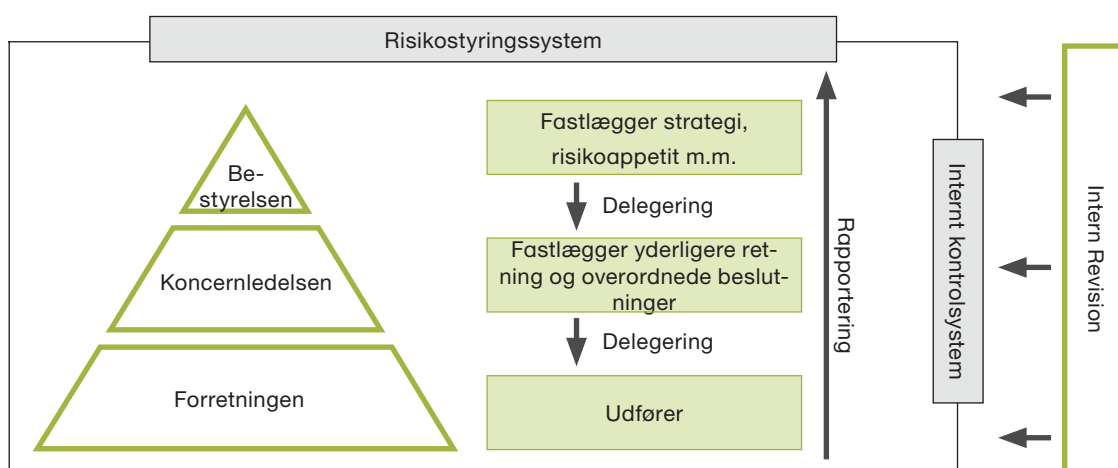 Risikostyringssystem
Be-
styrelsen
Koncernledelsen
Forretningen
Fastlægger strategi,
risikoappetit m.m.
Delegering
Fastlægger yderligere ret-
ning og overordnede beslut-
ninger
Delegering
Udfører
Rapportering
Internt kontrolsystem
Intern Revision